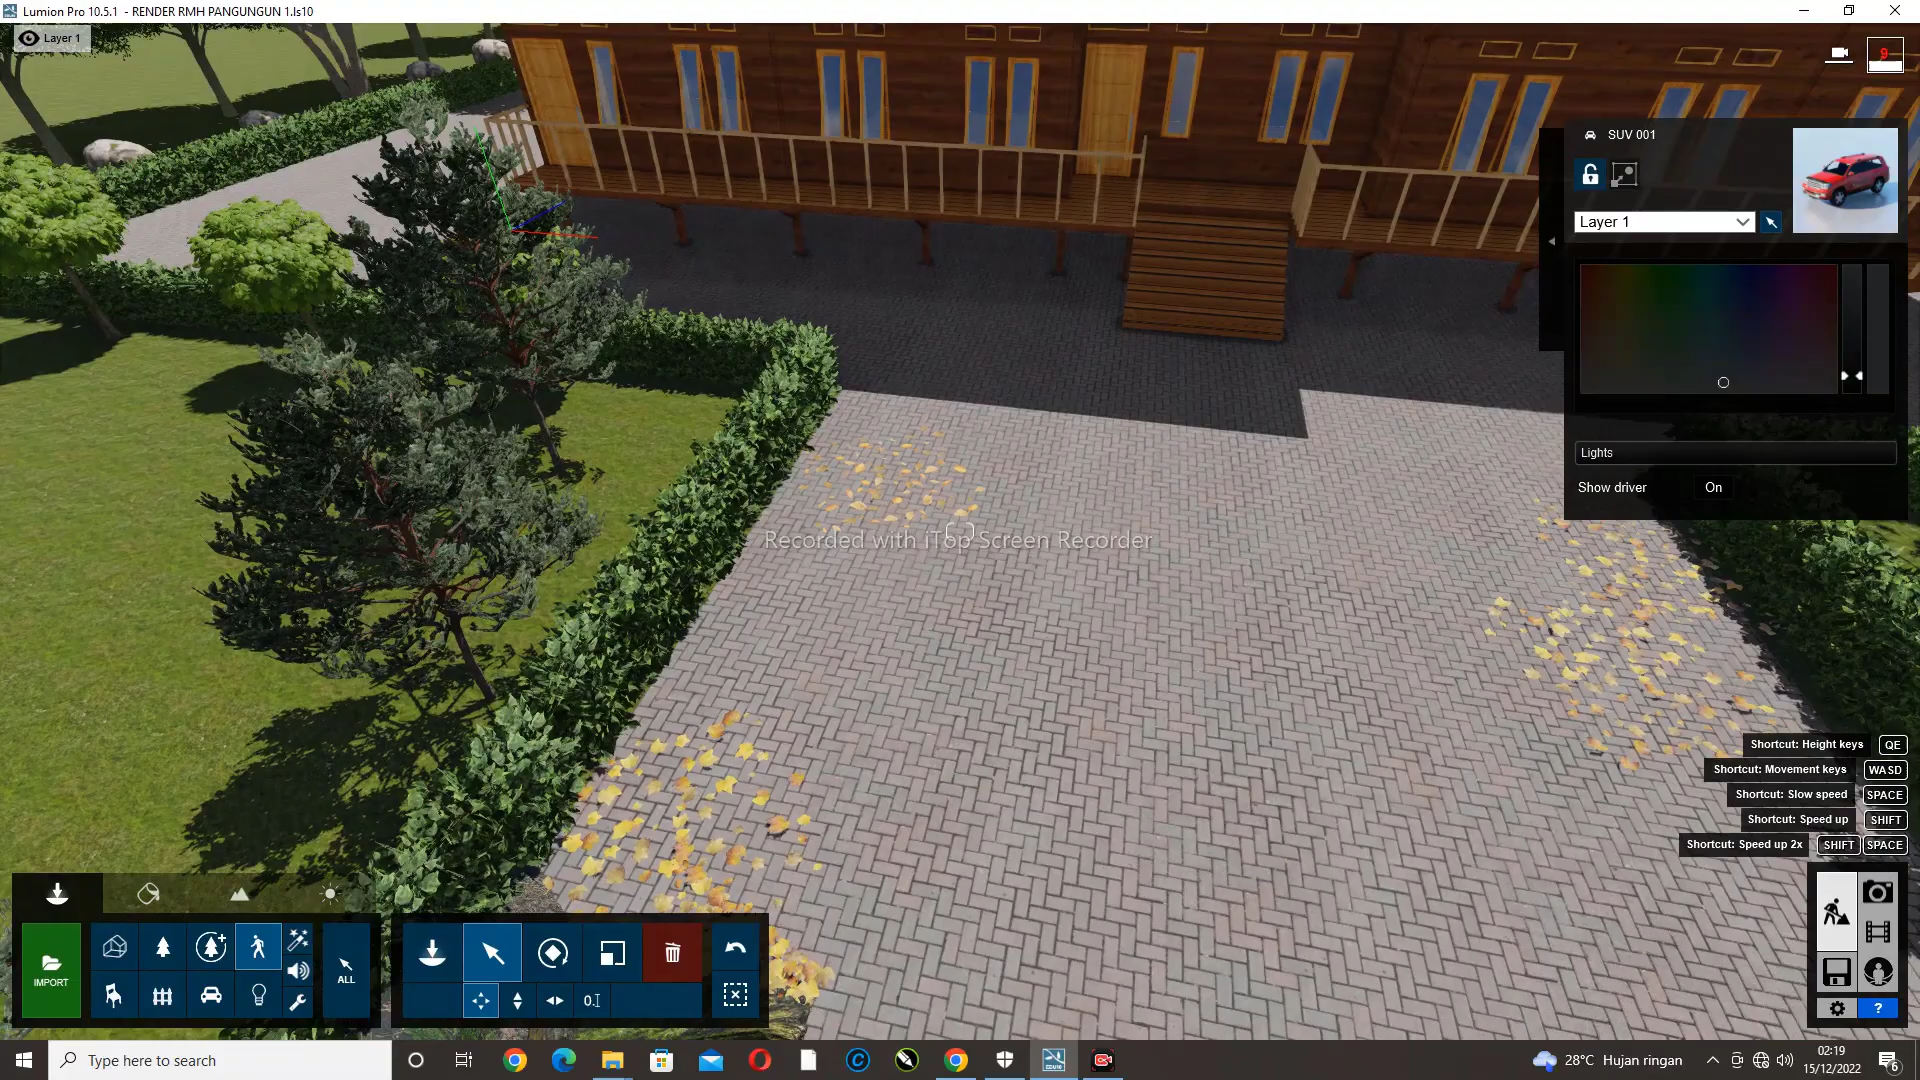 Lumion Pro 10.5.1 - RENDER RMH PANGUNGUN 1.ls10
Layer 1
9
SUV 001
Layer 1
Lights
Show driver On
Recorded with iTop Screen Recorder
Shortcut: Height keys QE
Shortcut: Movement keys WASD
Shortcut: Slow speed SPACE
Shortcut: Speed up SHIFT
Shortcut: Speed up 2x SHIFT SPACE
IMPORT
ALL
?
Type here to search
28°C Hujan ringan
02:19
15/12/2022
6